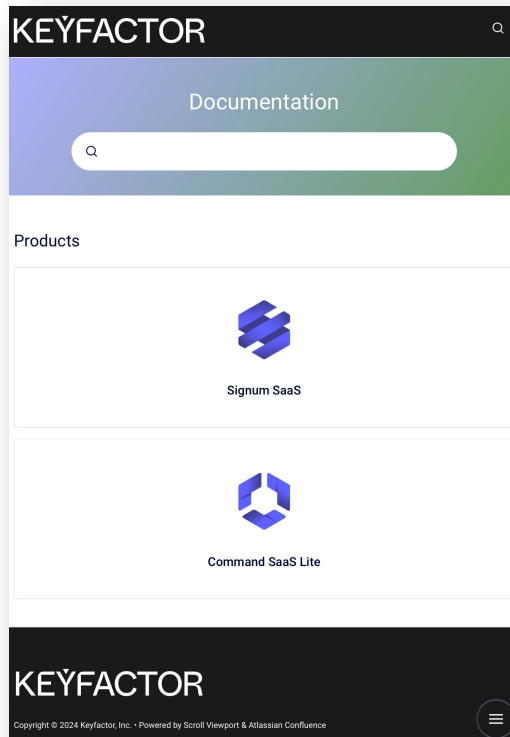 KEYFACTOR
Documentation
Products
Signum SaaS
Command SaaS Lite
KEYFACTOR
Copyright © 2024 Keyfactor, Inc. • Powered by Scroll Viewport & Atlassian Confluence